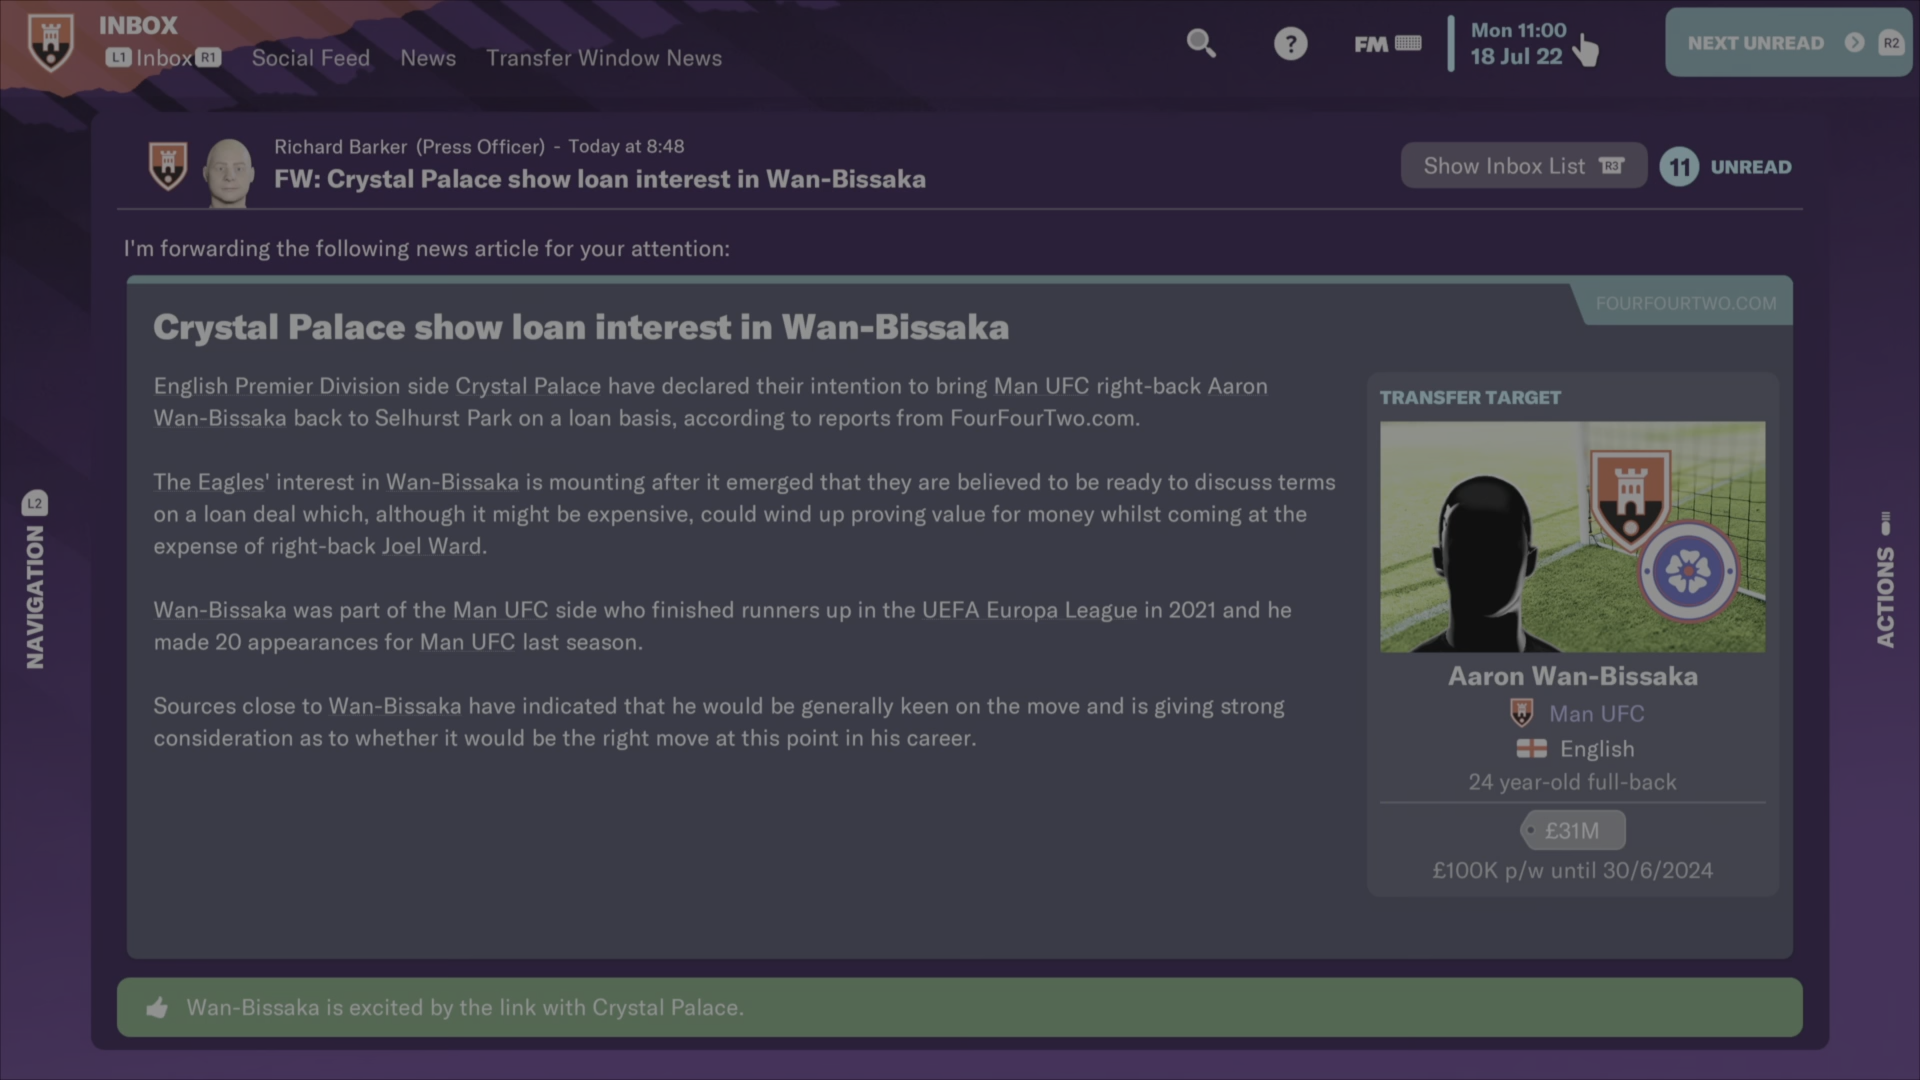 INBOX
L1 Inbox R1 Social Feed News Transfer Window News
?
FM
Mon 11:00
18 Jul 22
NEXT UNREAD R2
Richard Barker (Press Officer) - Today at 8:48
FW: Crystal Palace show loan interest in Wan-Bissaka
Show Inbox List R3
11 UNREAD
I'm forwarding the following news article for your attention:
FOURFOURTWO.COM
Crystal Palace show loan interest in Wan-Bissaka
English Premier Division side Crystal Palace have declared their intention to bring Man UFC right-back Aaron
Wan-Bissaka back to Selhurst Park on a loan basis, according to reports from FourFourTwo.com.
The Eagles' interest in Wan-Bissaka is mounting after it emerged that they are believed to be ready to discuss terms
on a loan deal which, although it might be expensive, could wind up proving value for money whilst coming at the
expense of right-back Joel Ward.
Wan-Bissaka was part of the Man UFC side who finished runners up in the UEFA Europa League in 2021 and he
made 20 appearances for Man UFC last season.
Sources close to Wan-Bissaka have indicated that he would be generally keen on the move and is giving strong
consideration as to whether it would be the right move at this point in his career.
TRANSFER TARGET
Aaron Wan-Bissaka
Man UFC
English
24 year-old full-back
£31M
£100K p/w until 30/6/2024
Wan-Bissaka is excited by the link with Crystal Palace.
L2
NAVIGATION
ACTIONS